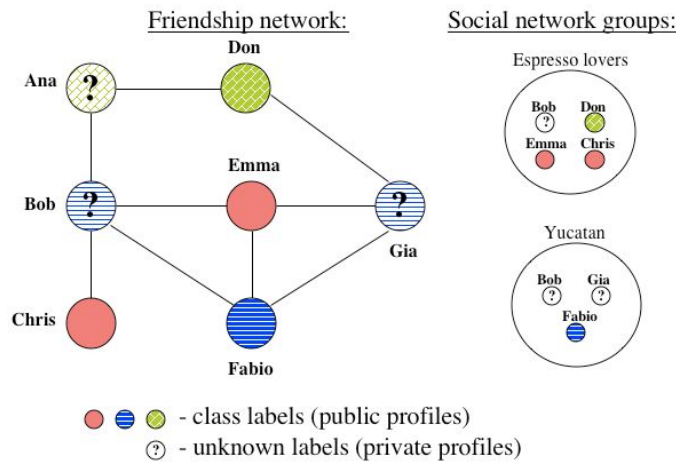 Friendship network:
Social network groups:
Don
Espresso lovers
Ana
?
Bob
Don
?
Emma
Chris
Emma
Bob
?
?
Gia
Yucatan
Bob
Gia
?
?
Fabio
Chris
Fabio
- class labels (public profiles)
? - unknown labels (private profiles)